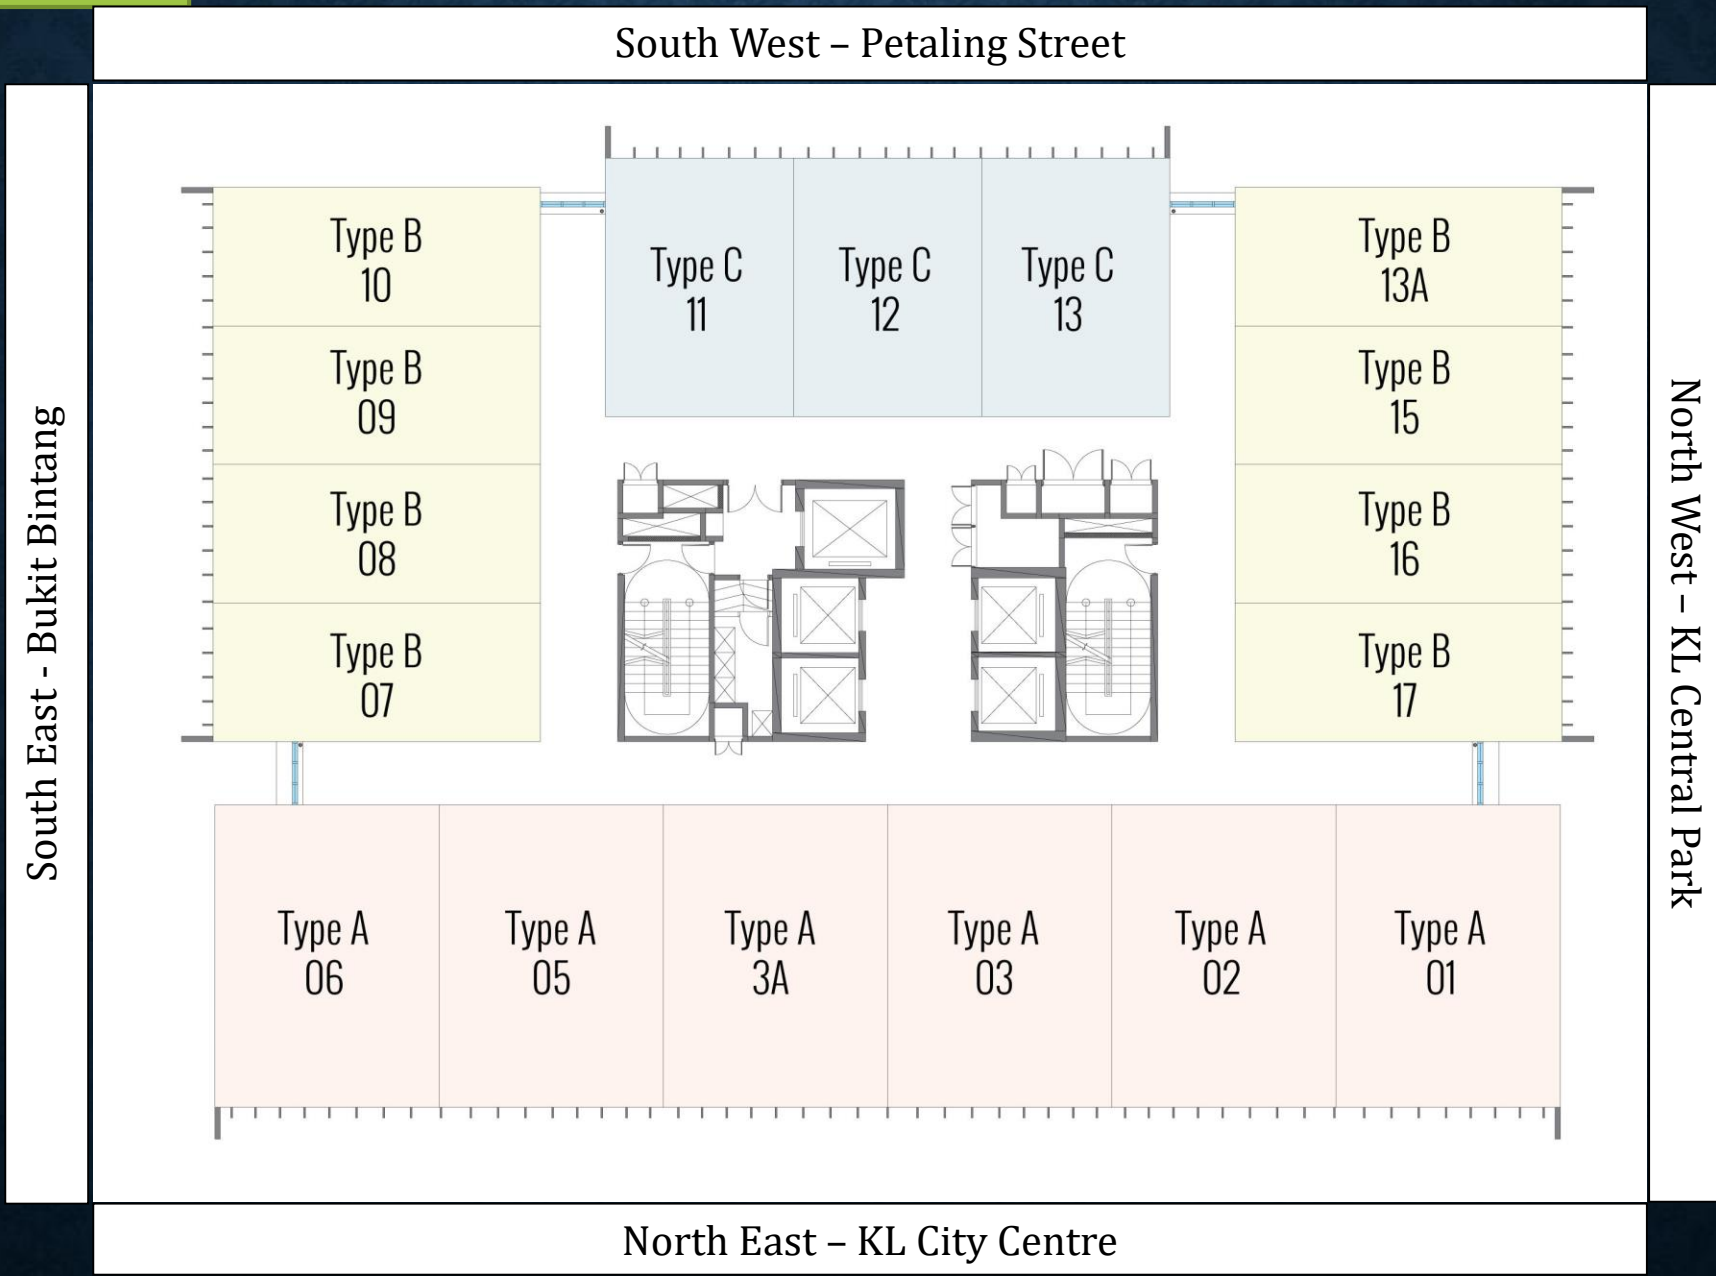 South West – Petaling Street
South East - Bukit Bintang
North West – KL Central Park
Type B
10
Type C
11
Type C
12
Type C
13
Type B
13A
Type B
09
Type B
15
Type B
08
Type B
16
Type B
07
Type B
17
Type A
06
Type A
05
Type A
3A
Type A
03
Type A
02
Type A
01
North East – KL City Centre